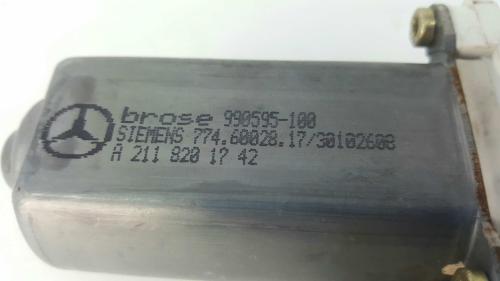 brose 990595-100
SIEMENS 774.60028.17/30102608
A 211 820 17 42